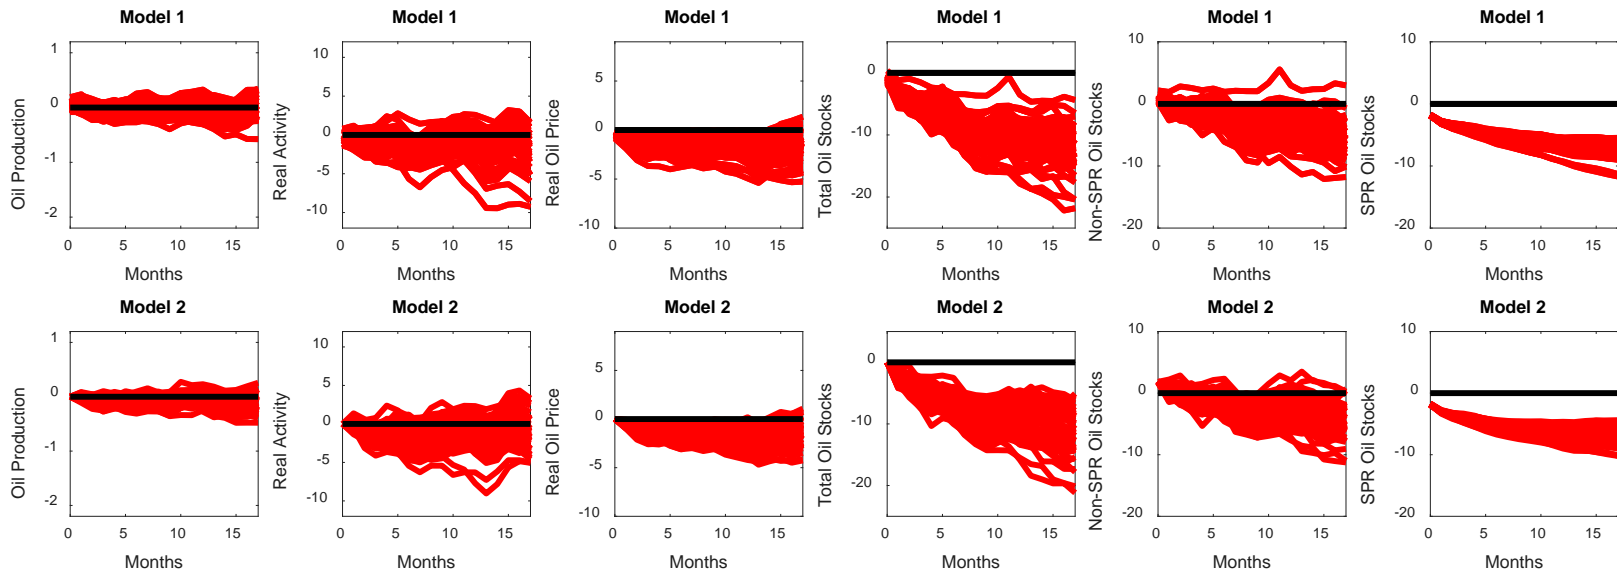 Model 1 Model 1 Model 1 Model 1 Model 1 Model 1
Oil Production
1
0
-1
-2
0 5 10 15
Months
Real Activity
10
5
0
-5
-10
0 5 10 15
Months
Real Oil Price
5
0
-5
-10
0 5 10 15
Months
Total Oil Stocks
0
-10
-20
0 5 10 15
Months
Non-SPR Oil Stocks
10
0
-10
-20
0 5 10 15
Months
SPR Oil Stocks
10
0
-10
-20
0 5 10 15
Months
Model 2 Model 2 Model 2 Model 2 Model 2 Model 2
Oil Production
1
0
-1
-2
0 5 10 15
Months
Real Activity
10
5
0
-5
-10
0 5 10 15
Months
Real Oil Price
5
0
-5
-10
0 5 10 15
Months
Total Oil Stocks
0
-10
-20
0 5 10 15
Months
Non-SPR Oil Stocks
10
0
-10
-20
0 5 10 15
Months
SPR Oil Stocks
10
0
-10
-20
0 5 10 15
Months